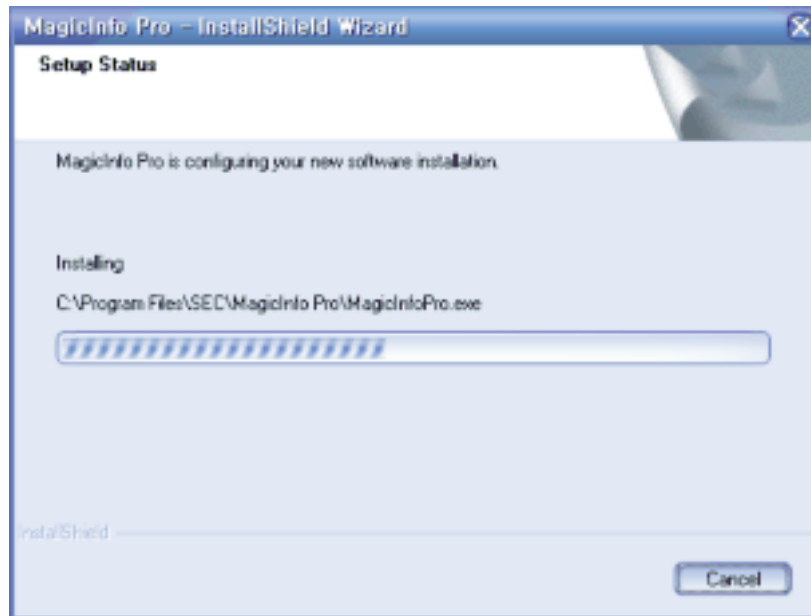 MagicInfo Pro - InstallShield Wizard
Setup Status
MagicInfo Pro is configuring your new software installation.
Installing
C:\Program Files\SEC\MagicInfo Pro\MagicInfoPro.exe
InstallShield
Cancel